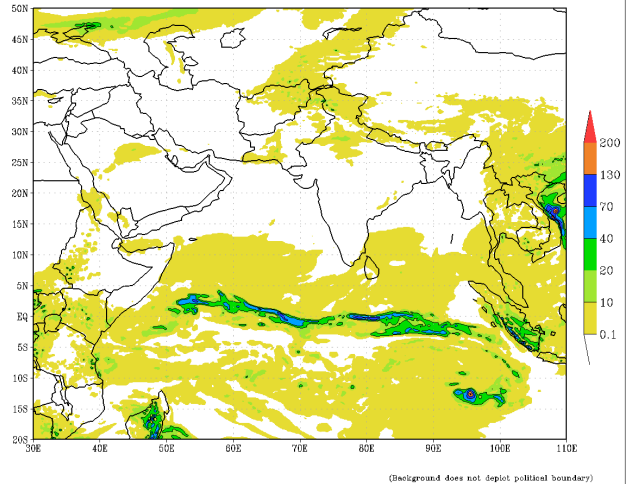 50N
45N
40N
35N
30N
25N
20N
15N
10N
5N
EQ
5S
10S
15S
20S
30E 40E 50E 60E 70E 80E 90E 100E 110E
200
130
70
40
20
10
0.1
(Background does not depict political boundary)